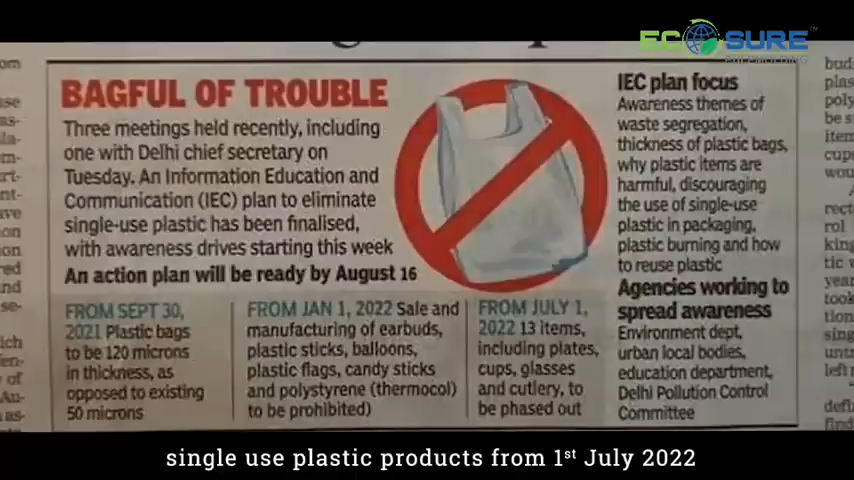 ECOSURE
BAGFUL OF TROUBLE
Three meetings held recently, including
one with Delhi chief secretary on
Tuesday. An Information Education and
Communication (IEC) plan to eliminate
single-use plastic has been finalised,
with awareness drives starting this week
An action plan will be ready by August 16
FROM SEPT 30,
2021 Plastic bags
to be 120 microns
in thickness, as
opposed to existing
50 microns
FROM JAN 1, 2022 Sale and
manufacturing of earbuds,
plastic sticks, balloons,
plastic flags, candy sticks
and polystyrene (thermocol)
to be prohibited)
FROM JULY 1,
2022 13 items,
including plates,
cups, glasses
and cutlery, to
be phased out
IEC plan focus
Awareness themes of
waste segregation,
thickness of plastic bags,
why plastic items are
harmful, discouraging
the use of single-use
plastic in packaging,
plastic burning and how
to reuse plastic
Agencies working to
spread awareness
Environment dept,
urban local bodies,
education department,
Delhi Pollution Control
Committee
single use plastic products from 1st July 2022